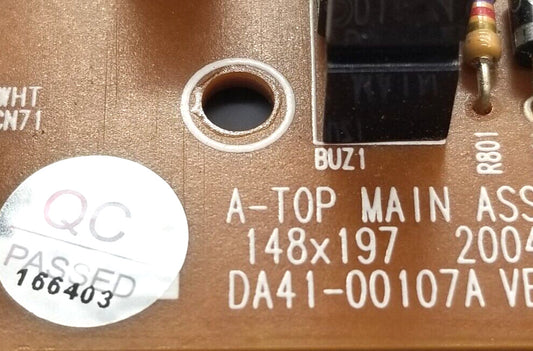 WHT
CN71
BUZ1
R801
A-TOP MAIN ASS
148x197 2004
DA41-00107A VE
QC
PASSED
166403